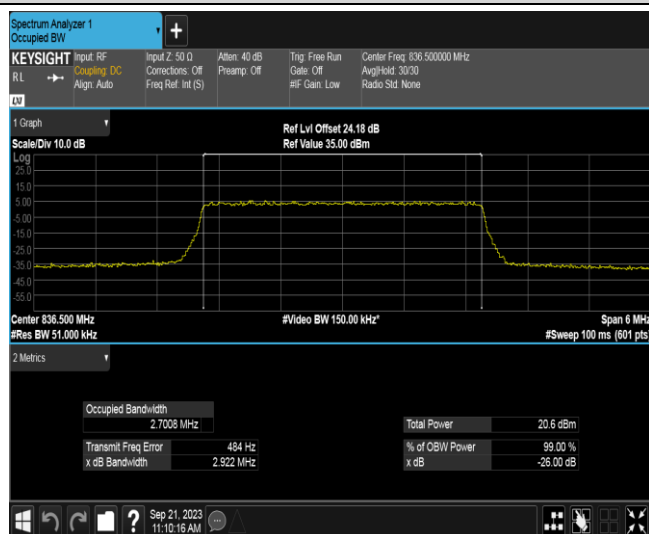 Spectrum Analyzer 1
Occupied BW
+
KEYSIGHT Input: RF Input Z: 50 Ω Atten: 40 dB Trig: Free Run Center Freq: 836.500000 MHz
RL Coupling: DC Corrections: Off Preamp: Off Gate: Off Avg|Hold: 30/30
Align: Auto Freq Ref: Int (S) #IF Gain: Low Radio Std: None
LXI
1 Graph Ref Lvl Offset 24.18 dB
Scale/Div 10.0 dB Ref Value 35.00 dBm
Log
25.0
15.0
5.00
-5.00
-15.0
-25.0
-35.0
-45.0
-55.0
Center 836.500 MHz #Video BW 150.00 kHz* Span 6 MHz
#Res BW 51.000 kHz #Sweep 100 ms (601 pts)
2 Metrics
Occupied Bandwidth
2.7008 MHz Total Power 20.6 dBm
Transmit Freq Error 484 Hz % of OBW Power 99.00 %
x dB Bandwidth 2.922 MHz x dB -26.00 dB
? Sep 21, 2023
11:10:16 AM